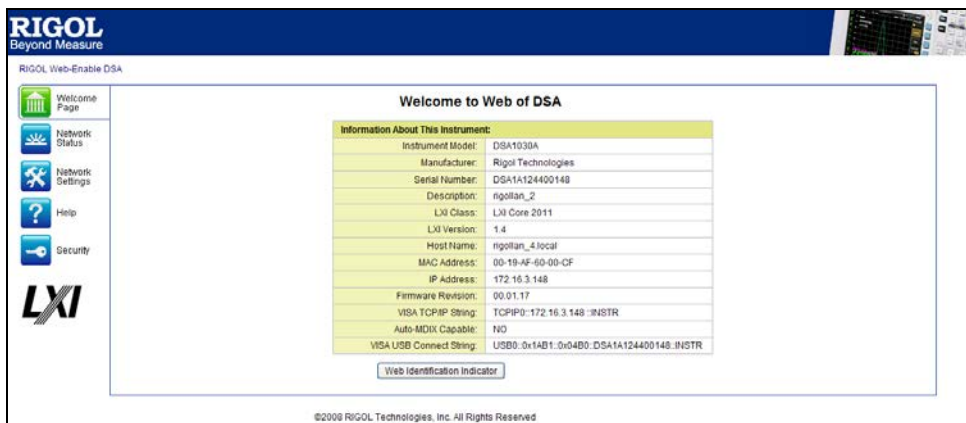 RIGOL
Beyond Measure
RIGOL Web-Enable DSA
Welcome
Page
Network
Status
Network
Settings
Help
Security
LXI
Welcome to Web of DSA
Information About This Instrument:
Instrument Model: DSA1030A
Manufacturer: Rigol Technologies
Serial Number: DSA1A124400148
Description: rigollan_2
LXI Class: LXI Core 2011
LXI Version: 1.4
Host Name: rigollan_4.local
MAC Address: 00-19-AF-60-00-CF
IP Address: 172.16.3.148
Firmware Revision: 00.01.17
VISA TCP/IP String: TCPIP0::172.16.3.148::INSTR
Auto-MDIX Capable: NO
VISA USB Connect String: USB0::0x1AB1::0x04B0::DSA1A124400148::INSTR
Web Identification Indicator
©2008 RIGOL Technologies, Inc. All Rights Reserved